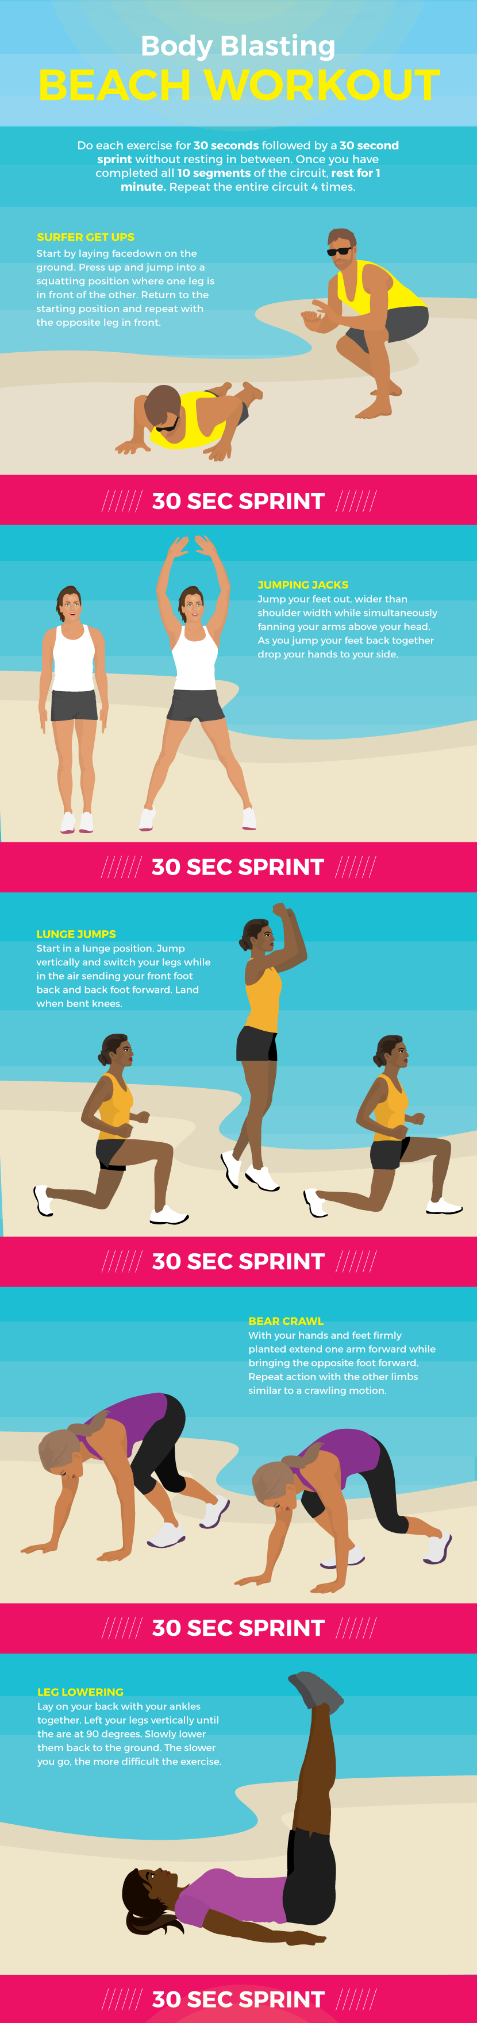 Body Blasting
BEACH WORKOUT
Do each exercise for 30 seconds followed by a 30 second
sprint without resting in between. Once you have
completed all 10 segments of the circuit, rest for 1
minute. Repeat the entire circuit 4 times.
SURFER GET UPS
Start by laying facedown on the
ground. Press up and jump into a
squatting position where one leg is
in front of the other. Return to the
starting position and repeat with
the opposite leg in front.
////// 30 SEC SPRINT //////
JUMPING JACKS
Jump your feet out, wider than
shoulder width while simultaneously
fanning your arms above your head.
As you jump your feet back together
drop your hands to your side.
////// 30 SEC SPRINT //////
LUNGE JUMPS
Start in a lunge position. Jump
vertically and switch your legs while
in the air sending your front foot
back and back foot forward. Land
when bent knees.
////// 30 SEC SPRINT //////
BEAR CRAWL
With your hands and feet firmly
planted extend one arm forward while
bringing the opposite foot forward.
Repeat action with the other limbs
similar to a crawling motion.
////// 30 SEC SPRINT //////
LEG LOWERING
Lay on your back with your ankles
together. Left your legs vertically until
the are at 90 degrees. Slowly lower
them back to the ground. The slower
you go, the more difficult the exercise.
////// 30 SEC SPRINT //////